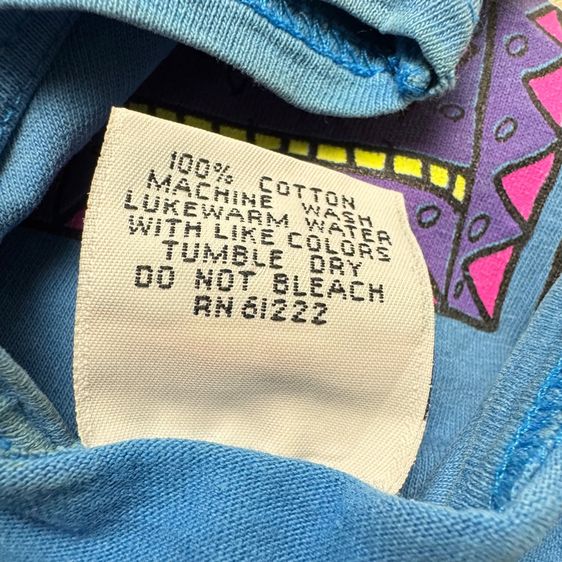 100% COTTON
MACHINE WASH
LUKEWARM WATER
WITH LIKE COLORS
TUMBLE DRY
DO NOT BLEACH
RN 61222